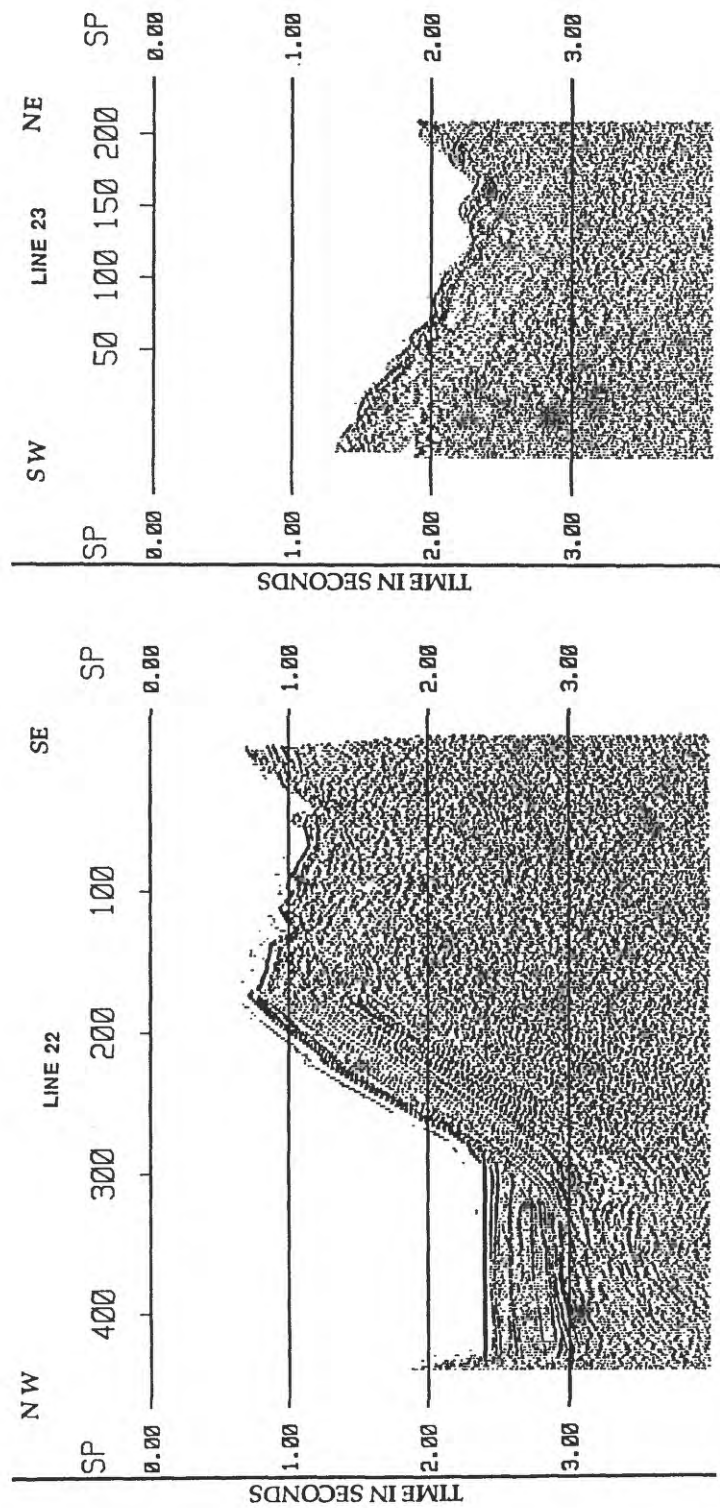 NW LINE 22 SE
SP 400 300 200 100 SP
0.00 0.00
1.00 1.00
2.00 2.00
3.00 3.00
TIME IN SECONDS
SW LINE 23 NE
SP 50 100 150 200 SP
0.00 0.00
1.00 1.00
2.00 2.00
3.00 3.00
TIME IN SECONDS